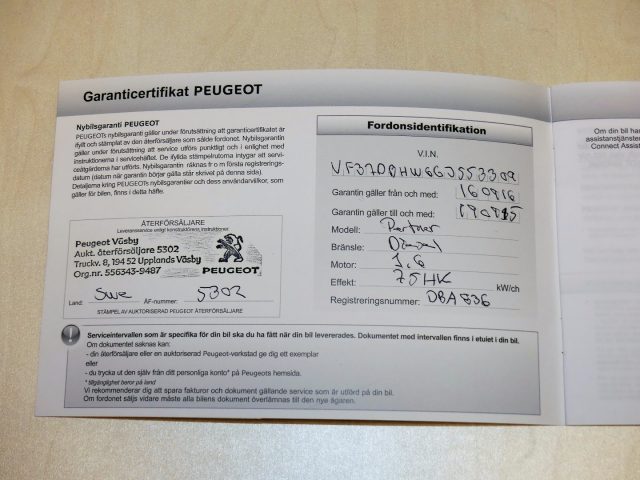 Garanticertifikat PEUGEOT
Nybilsgaranti PEUGEOT
PEUGEOTs nybilsgaranti gäller under förutsättning att garanticertifikatet är
ifyllt och stämplat av den återförsäljare som sålde fordonet. Nybilsgarantin
gäller under förutsättning att service utförs punktligt och i enlighet med
instruktionerna i servicehäftet. De ifyllda stämpelrutorna intygar att servi-
ceåtgärderna har utförts. Nybilsgarantin räknas fr o m första registrerings-
datum (datum när garantin börjar gälla står skrivet på denna sida).
Detaljerna kring PEUGEOTs nybilsgarantier och dess användarvillkor, som
gäller för bilen, finns i detta häfte.
ÅTERFÖRSÄLJARE
Leveransservice enligt konstruktörens instruktioner
Peugeot Väsby
Aukt. återförsäljare 5302
Truckv. 8, 194 52 Upplands Väsby
Org.nr. 556343-9487
PEUGEOT
Land: Swe ÅF-nummer: 5302
STÄMPEL AV AUKTORISERAD PEUGEOT ÅTERFÖRSÄLJARE
Fordonsidentifikation
V.I.N.
Garantin gäller från och med: 160916
Garantin gäller till och med:
Modell: Partner
Bränsle: Diesel
Motor: 1,6
Effekt: 75HK kW/ch
Registreringsnummer: DBA836
Serviceintervallen som är specifika för din bil ska du ha fått när din bil levererades. Dokumentet med intervallen finns i etuiet i din bil.
Om dokumentet saknas kan:
- din återförsäljare eller en auktoriserad Peugeot-verkstad ge dig ett exemplar
eller
- du trycka ut den själv från ditt personliga konto* på Peugeots hemsida.
* tillgänglighet beror på land
Vi rekommenderar dig att spara fakturor och dokument gällande service som är utförd på din bil.
Om fordonet säljs vidare måste alla bilens dokument överlämnas till den nye ägaren.
Om din bil har
assistanstjänster
Connect Assist